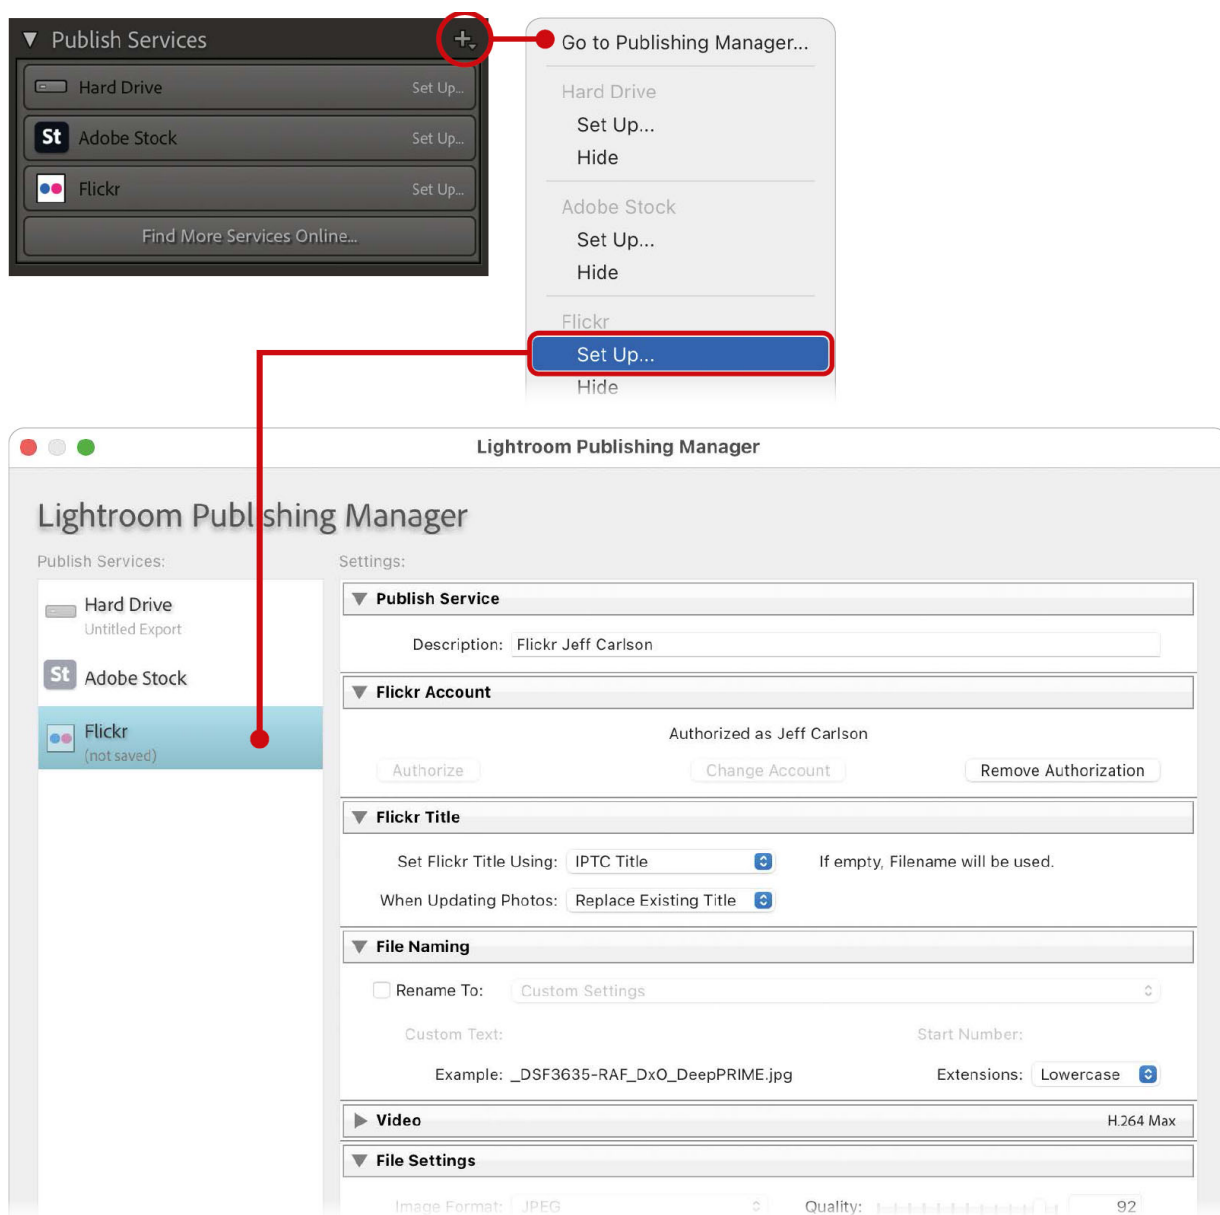 Publish Services
Hard Drive Set Up...
St Adobe Stock Set Up...
Flickr Set Up...
Find More Services Online...
Go to Publishing Manager...
Hard Drive
Set Up...
Hide
Adobe Stock
Set Up...
Hide
Flickr
Set Up...
Hide
Lightroom Publishing Manager
Lightroom Publishing Manager
Publish Services:
Hard Drive
Untitled Export
St Adobe Stock
Flickr
(not saved)
Settings:
Publish Service
Description: Flickr Jeff Carlson
Flickr Account
Authorized as Jeff Carlson
Authorize Change Account Remove Authorization
Flickr Title
Set Flickr Title Using: IPTC Title If empty, Filename will be used.
When Updating Photos: Replace Existing Title
File Naming
Rename To: Custom Settings
Custom Text: Start Number:
Example: _DSF3635-RAF_DxO_DeepPRIME.jpg Extensions: Lowercase
Video H.264 Max
File Settings
Image Format: JPEG Quality: 92